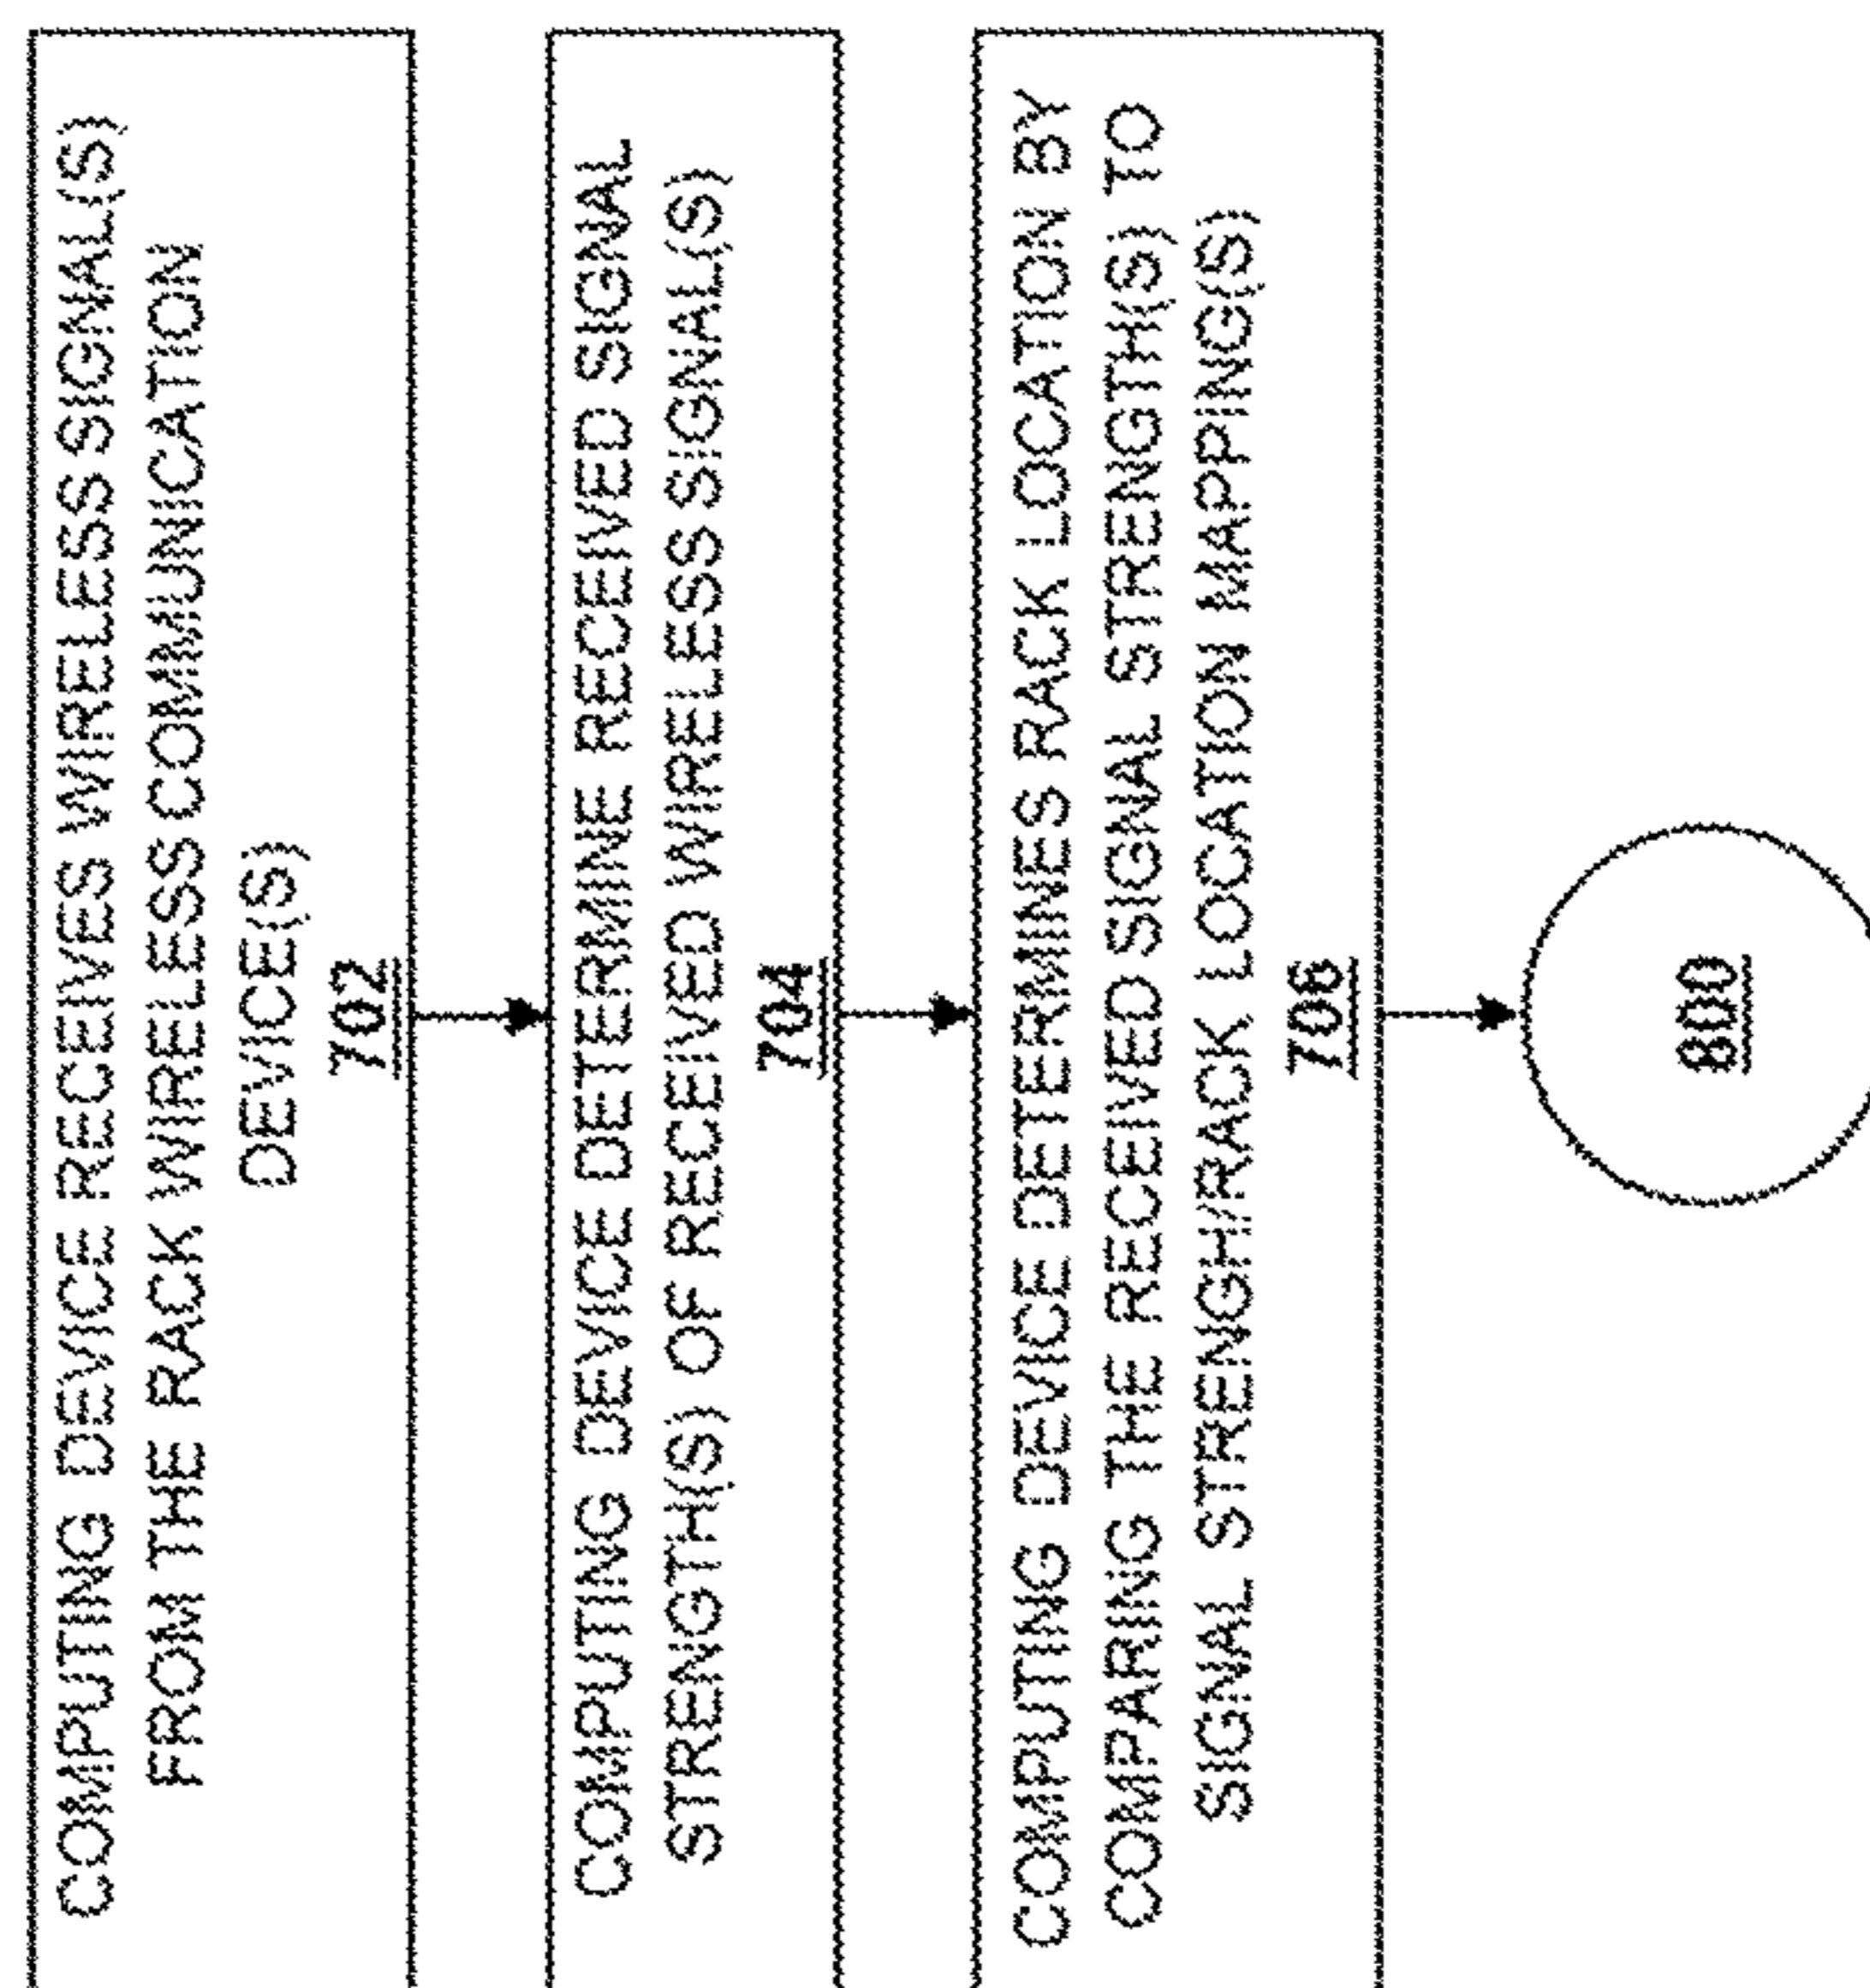 COMPUTING DEVICE RECEIVES WIRELESS SIGNAL(S)
FROM THE RACK WIRELESS COMMUNICATION
DEVICE(S)
702
COMPUTING DEVICE DETERMINE RECEIVED SIGNAL
STRENGTH(S) OF RECEIVED WIRELESS SIGNAL(S)
704
COMPUTING DEVICE DETERMINES RACK LOCATION BY
COMPARING THE RECEIVED SIGNAL STRENGTH(S) TO
SIGNAL STRENGH/RACK LOCATION MAPPING(S)
706
800